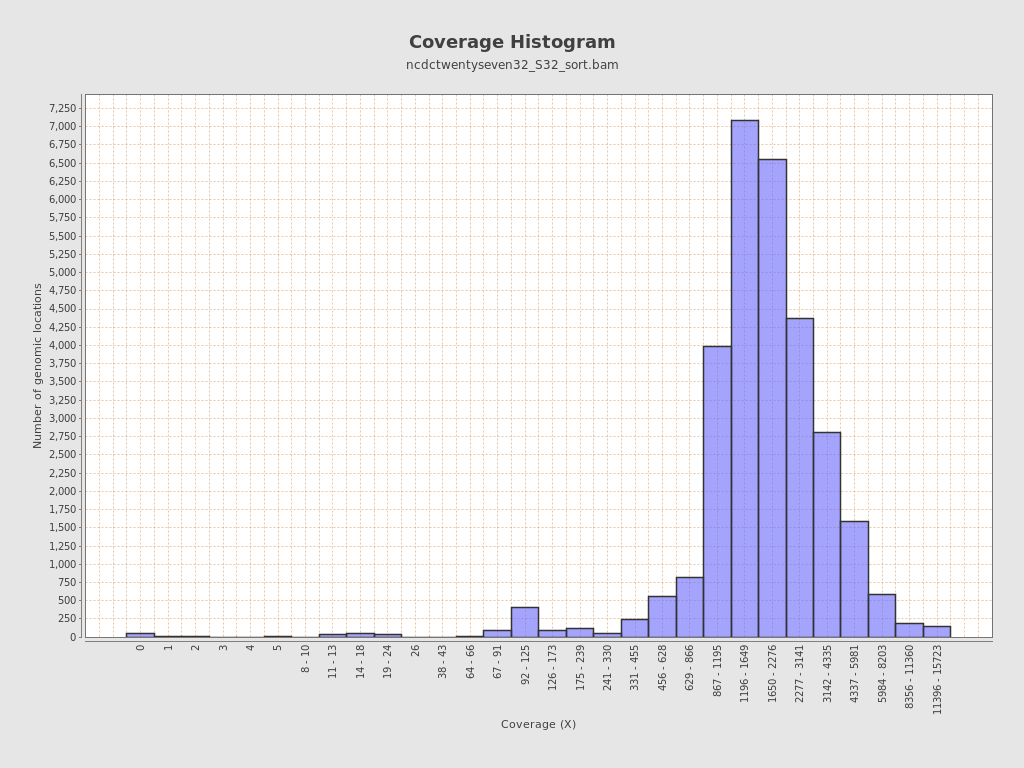 Coverage Histogram
ncdctwentyseven32_S32_sort.bam
Number of genomic locations
7,250
7,000
6,750
6,500
6,250
6,000
5,750
5,500
5,250
5,000
4,750
4,500
4,250
4,000
3,750
3,500
3,250
3,000
2,750
2,500
2,250
2,000
1,750
1,500
1,250
1,000
750
500
250
0
0
1
2
3
4
5
8 - 10
11 - 13
14 - 18
19 - 24
26
38 - 43
64 - 66
67 - 91
92 - 125
126 - 173
175 - 239
241 - 330
331 - 455
456 - 628
629 - 866
867 - 1195
1196 - 1649
1650 - 2276
2277 - 3141
3142 - 4335
4337 - 5981
5984 - 8203
8356 - 11360
11396 - 15723
Coverage (X)